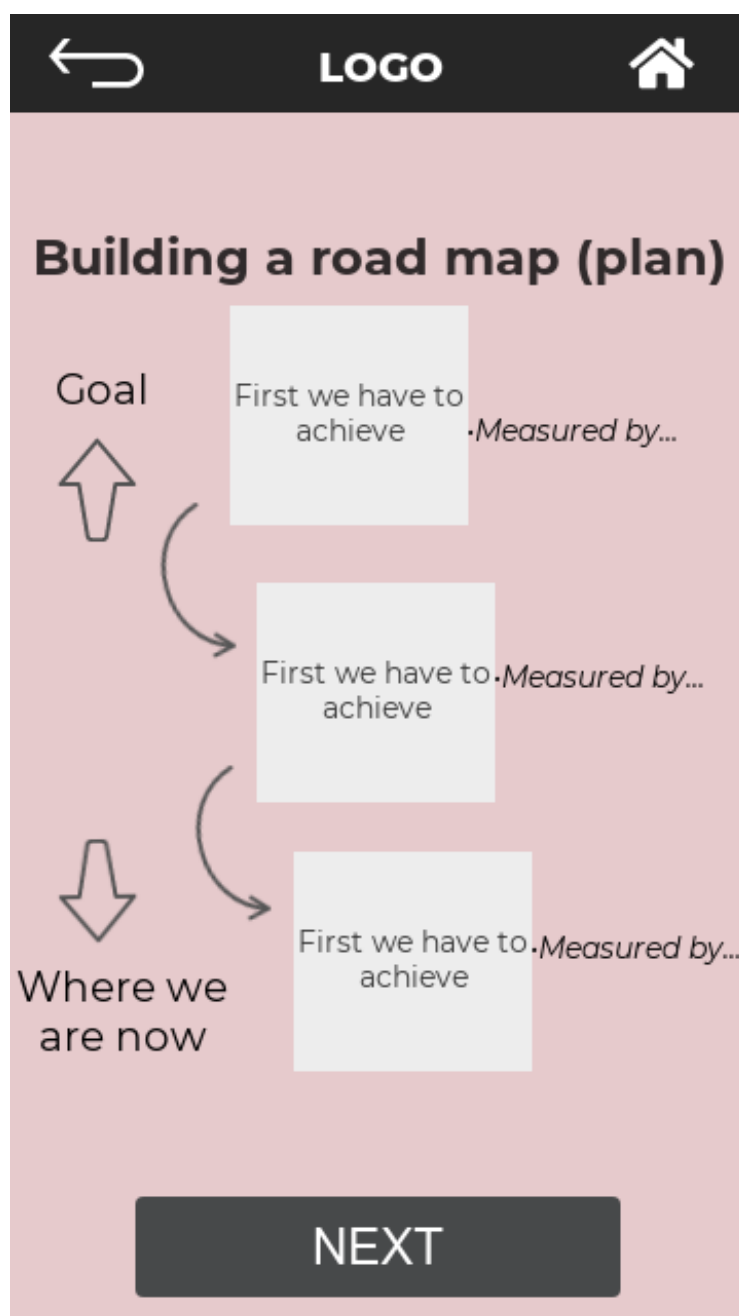 LOGO
Building a road map (plan)
Goal
First we have to
achieve
•Measured by...
First we have to
achieve
•Measured by...
First we have to
achieve
•Measured by...
Where we
are now
NEXT